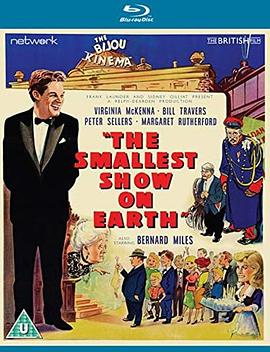 Blu-ray Disc
network
THE
BIJOU
KINEMA
THE BRITISH FILM
FRANK LAUNDER AND SIDNEY GILLIAT PRESENT
A RELPH-DEARDEN PRODUCTION
VIRGINIA McKENNA • BILL TRAVERS
PETER SELLERS • MARGARET RUTHERFORD
"THE
SMALLEST
SHOW
ON
EARTH"
ALSO
STARRING BERNARD MILES
U